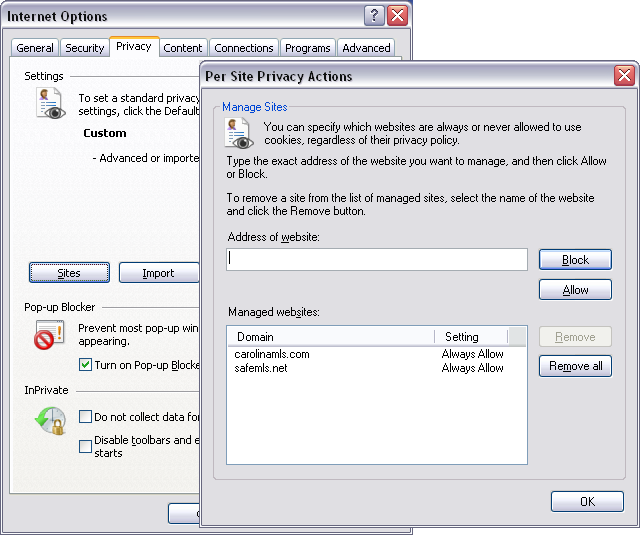 Internet Options
General Security Privacy Content Connections Programs Advanced
Settings
To set a standard privacy
settings, click the Default
Custom
- Advanced or importe
Sites Import
Pop-up Blocker
Prevent most pop-up win
appearing.
Turn on Pop-up Blocke
InPrivate
Do not collect data for
Disable toolbars and e
starts
Per Site Privacy Actions
Manage Sites
You can specify which websites are always or never allowed to use
cookies, regardless of their privacy policy.
Type the exact address of the website you want to manage, and then click Allow
or Block.
To remove a site from the list of managed sites, select the name of the website
and click the Remove button.
Address of website:
Block
Allow
Managed websites:
Domain Setting
carolinamls.com Always Allow
safemls.net Always Allow
Remove
Remove all
OK